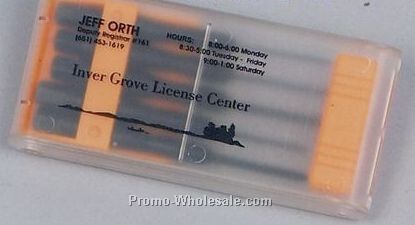 JEFF ORTH
Deputy Registrar #161
(651) 453-1619
HOURS: 8:00-6:00 Monday
8:30-5:00 Tuesday - Friday
9:00-1:00 Saturday
Inver Grove License Center
Promo-Wholesale.com